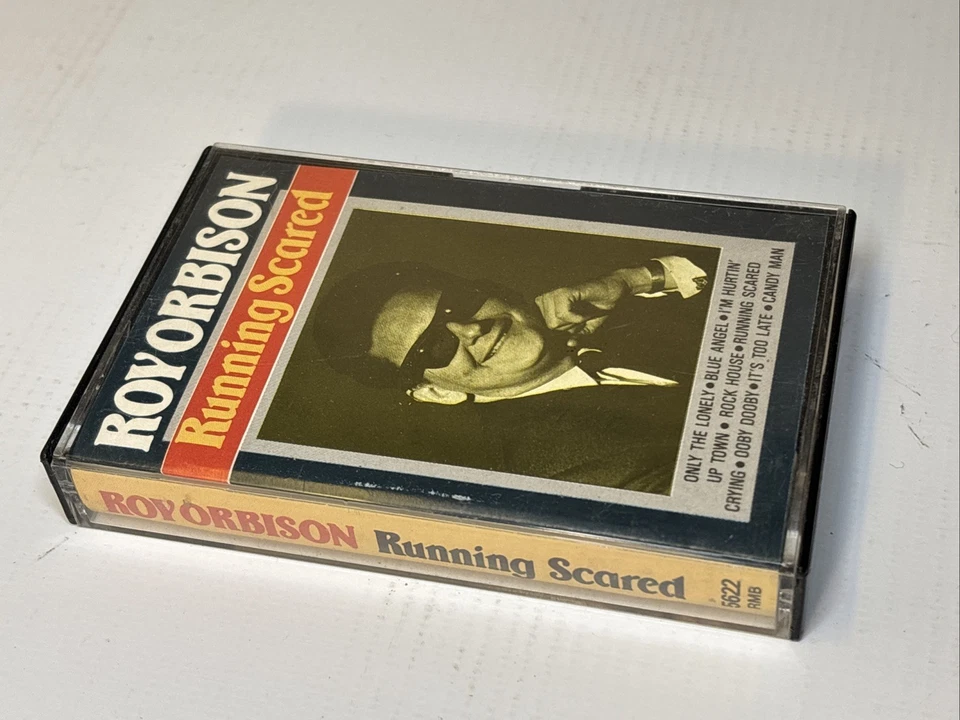 ROY ORBISON
Running Scared
ONLY THE LONELY • BLUE ANGEL • I'M HURTIN'
UP TOWN • ROCK HOUSE • RUNNING SCARED
CRYING • OOBY DOOBY • IT'S TOO LATE • CANDY MAN
ROY ORBISON Running Scared
5622
RMB